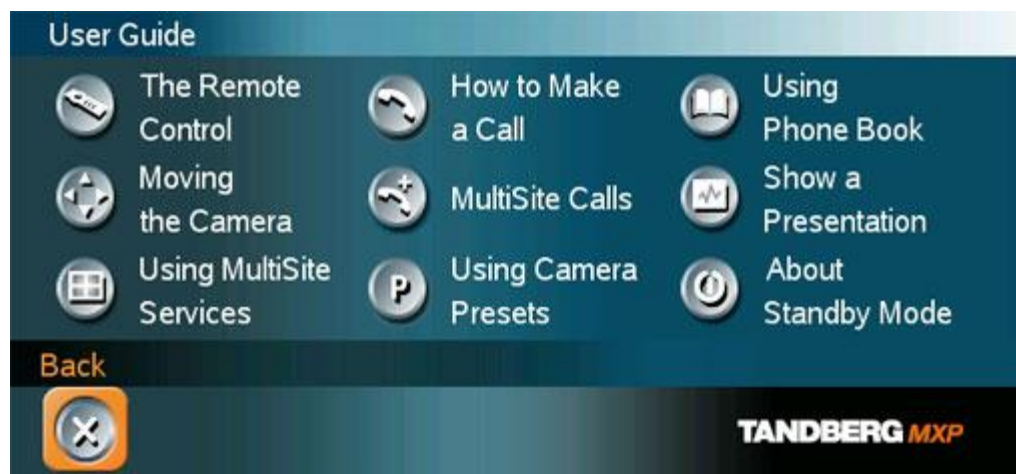 User Guide
The Remote
Control
How to Make
a Call
Using
Phone Book
Moving
the Camera
MultiSite Calls
Show a
Presentation
Using MultiSite
Services
P
Using Camera
Presets
About
Standby Mode
Back
TANDBERG MXP